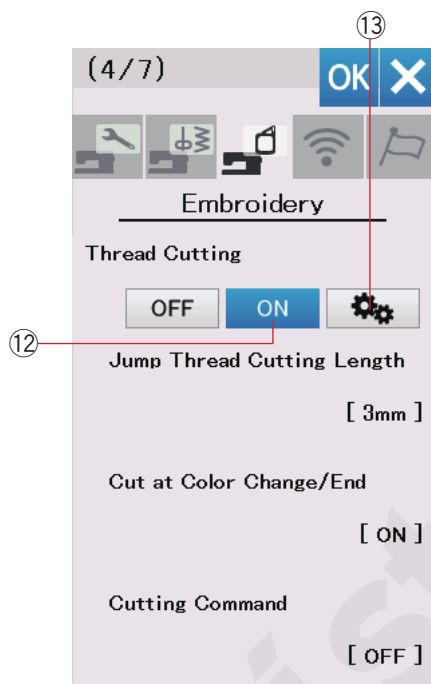 ⑬
(4/7)
OK
Embroidery
Thread Cutting
OFF ON
⑫
Jump Thread Cutting Length
[ 3mm ]
Cut at Color Change/End
[ ON ]
Cutting Command
[ OFF ]